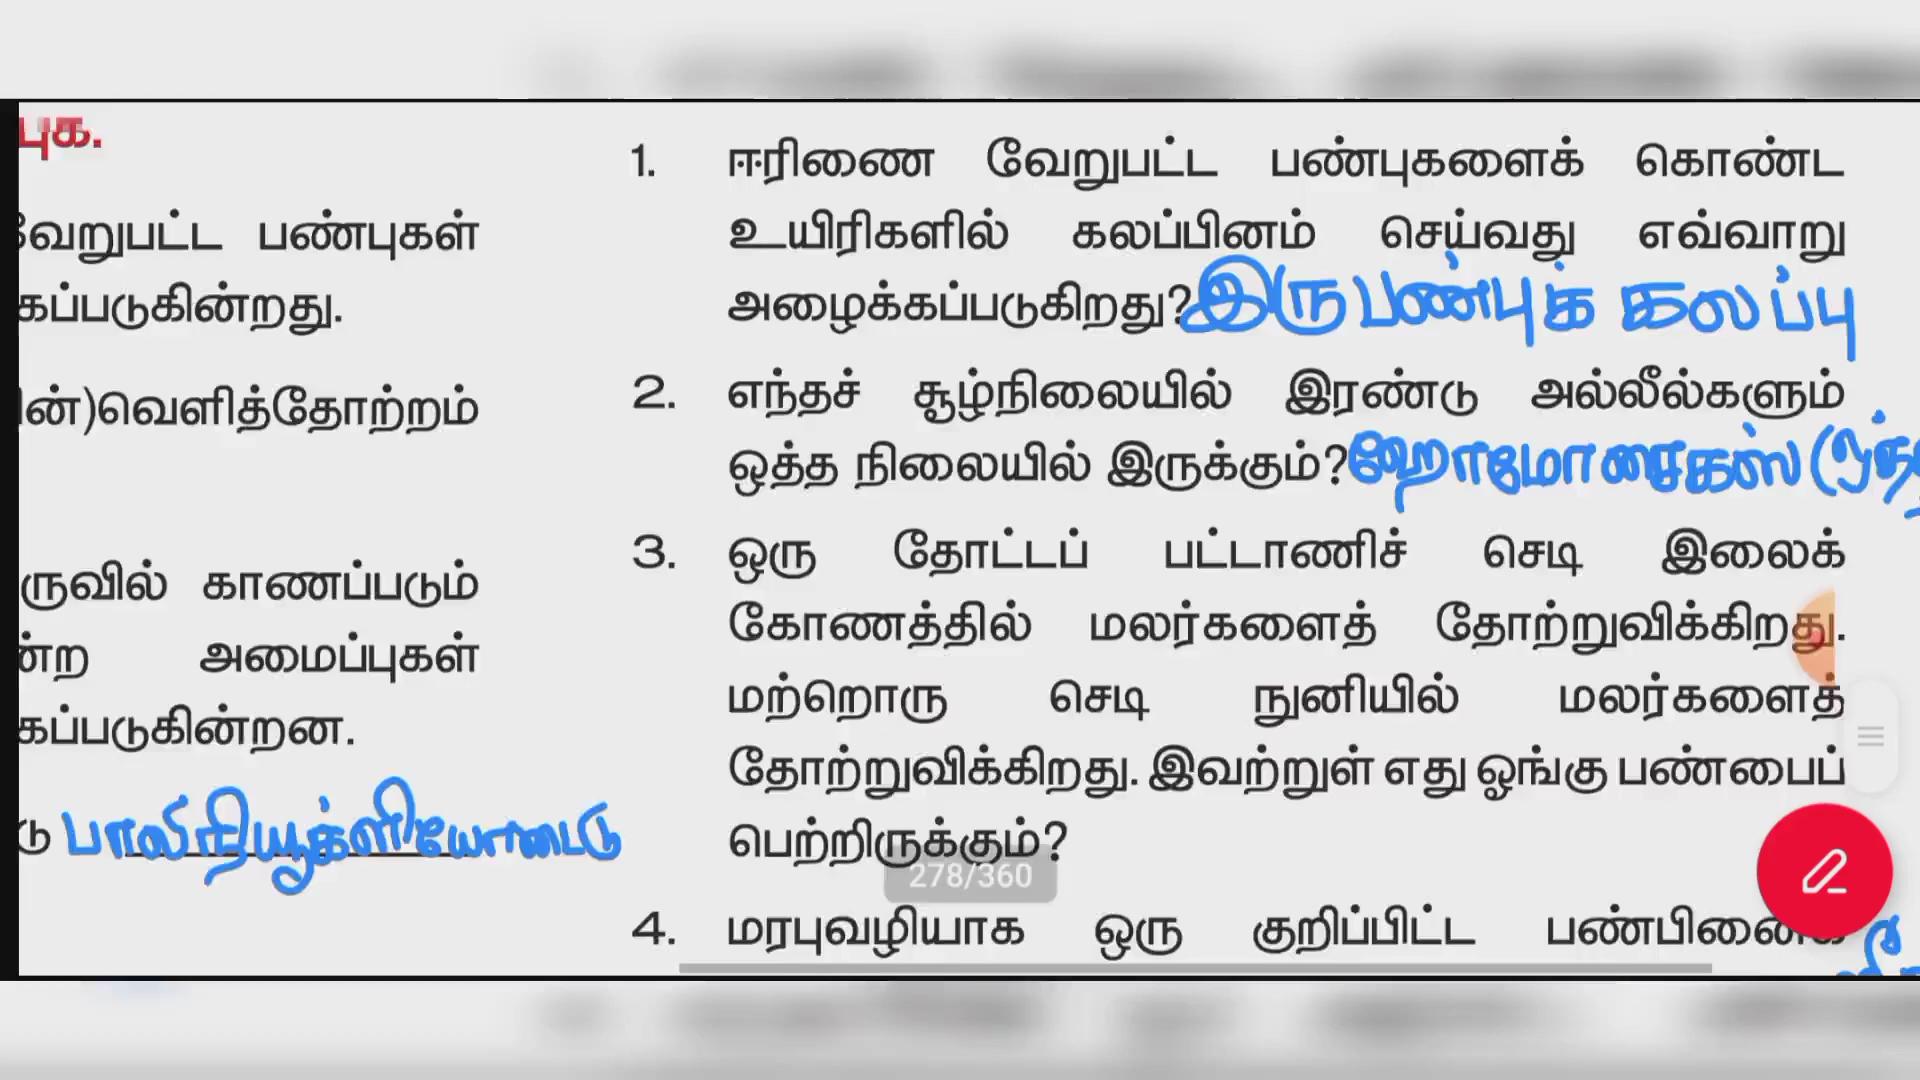 புக.
வேறுபட்ட பண்புகள்
கப்படுகின்றது.
ின்)வெளித்தோற்றம்
ருவில் காணப்படும்
ன்ற அமைப்புகள்
கப்படுகின்றன.
டு பாலிநியூக்ளியோடைடு
1. ஈரிணை வேறுபட்ட பண்புகளைக் கொண்ட
உயிரிகளில் கலப்பினம் செய்வது எவ்வாறு
அழைக்கப்படுகிறது? இரு பண்புக் கலப்பு
2. எந்தச் சூழ்நிலையில் இரண்டு அல்லீல்களும்
ஒத்த நிலையில் இருக்கும்?
3. ஒரு தோட்டப் பட்டாணிச் செடி இலைக்
கோணத்தில் மலர்களைத் தோற்றுவிக்கிறது.
மற்றொரு செடி நுனியில் மலர்களைத்
தோற்றுவிக்கிறது. இவற்றுள் எது ஓங்கு பண்பைப்
பெற்றிருக்கும்?
278/360
4. மரபுவழியாக ஒரு குறிப்பிட்ட பண்பினைக்